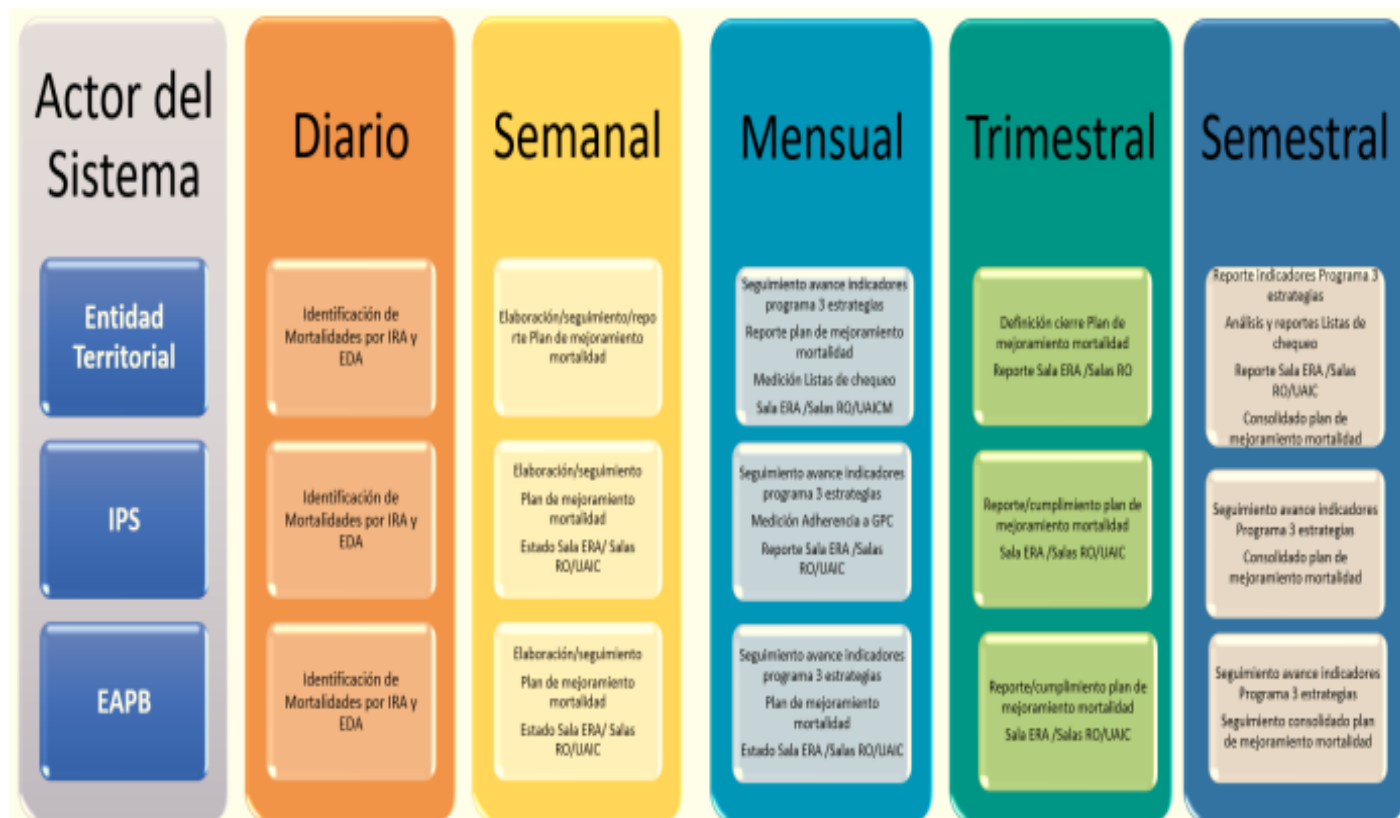 Actor del
Sistema
Diario
Semanal
Mensual
Trimestral
Semestral
Entidad
Territorial
Identificación de
Mortalidades por IRA y
EDA
Elaboración/seguimiento/repo
rte Plan de mejoramiento
mortalidad
Seguimiento avance indicadores
programa 3 estrategias
Reporte plan de mejoramiento
mortalidad
Medición Listas de chequeo
Sala ERA /Salas RO/UAICM
Definición cierre Plan de
mejoramiento mortalidad
Reporte Sala ERA /Salas RO
Reporte indicadores Programa 3
estrategias
Análisis y reportes Listas de
chequeo
Reporte Sala ERA /Salas
RO/UAIC
Consolidado plan de
mejoramiento mortalidad
IPS
Identificación de
Mortalidades por IRA y
EDA
Elaboración/seguimiento
Plan de mejoramiento
mortalidad
Estado Sala ERA/ Salas
RO/UAIC
Seguimiento avance indicadores
programa 3 estrategias
Medición Adherencia a GPC
Reporte Sala ERA /Salas
RO/UAIC
Reporte/cumplimiento plan de
mejoramiento mortalidad
Sala ERA /Salas RO/UAIC
Seguimiento avance indicadores
Programa 3 estrategias
Consolidado plan de
mejoramiento mortalidad
EAPB
Identificación de
Mortalidades por IRA y
EDA
Elaboración/seguimiento
Plan de mejoramiento
mortalidad
Estado Sala ERA/ Salas
RO/UAIC
Seguimiento avance indicadores
programa 3 estrategias
Plan de mejoramiento
mortalidad
Estado Sala ERA /Salas RO/UAIC
Reporte/cumplimiento plan de
mejoramiento mortalidad
Sala ERA /Salas RO/UAIC
Seguimiento avance indicadores
Programa 3 estrategias
Seguimiento consolidado plan
de mejoramiento mortalidad